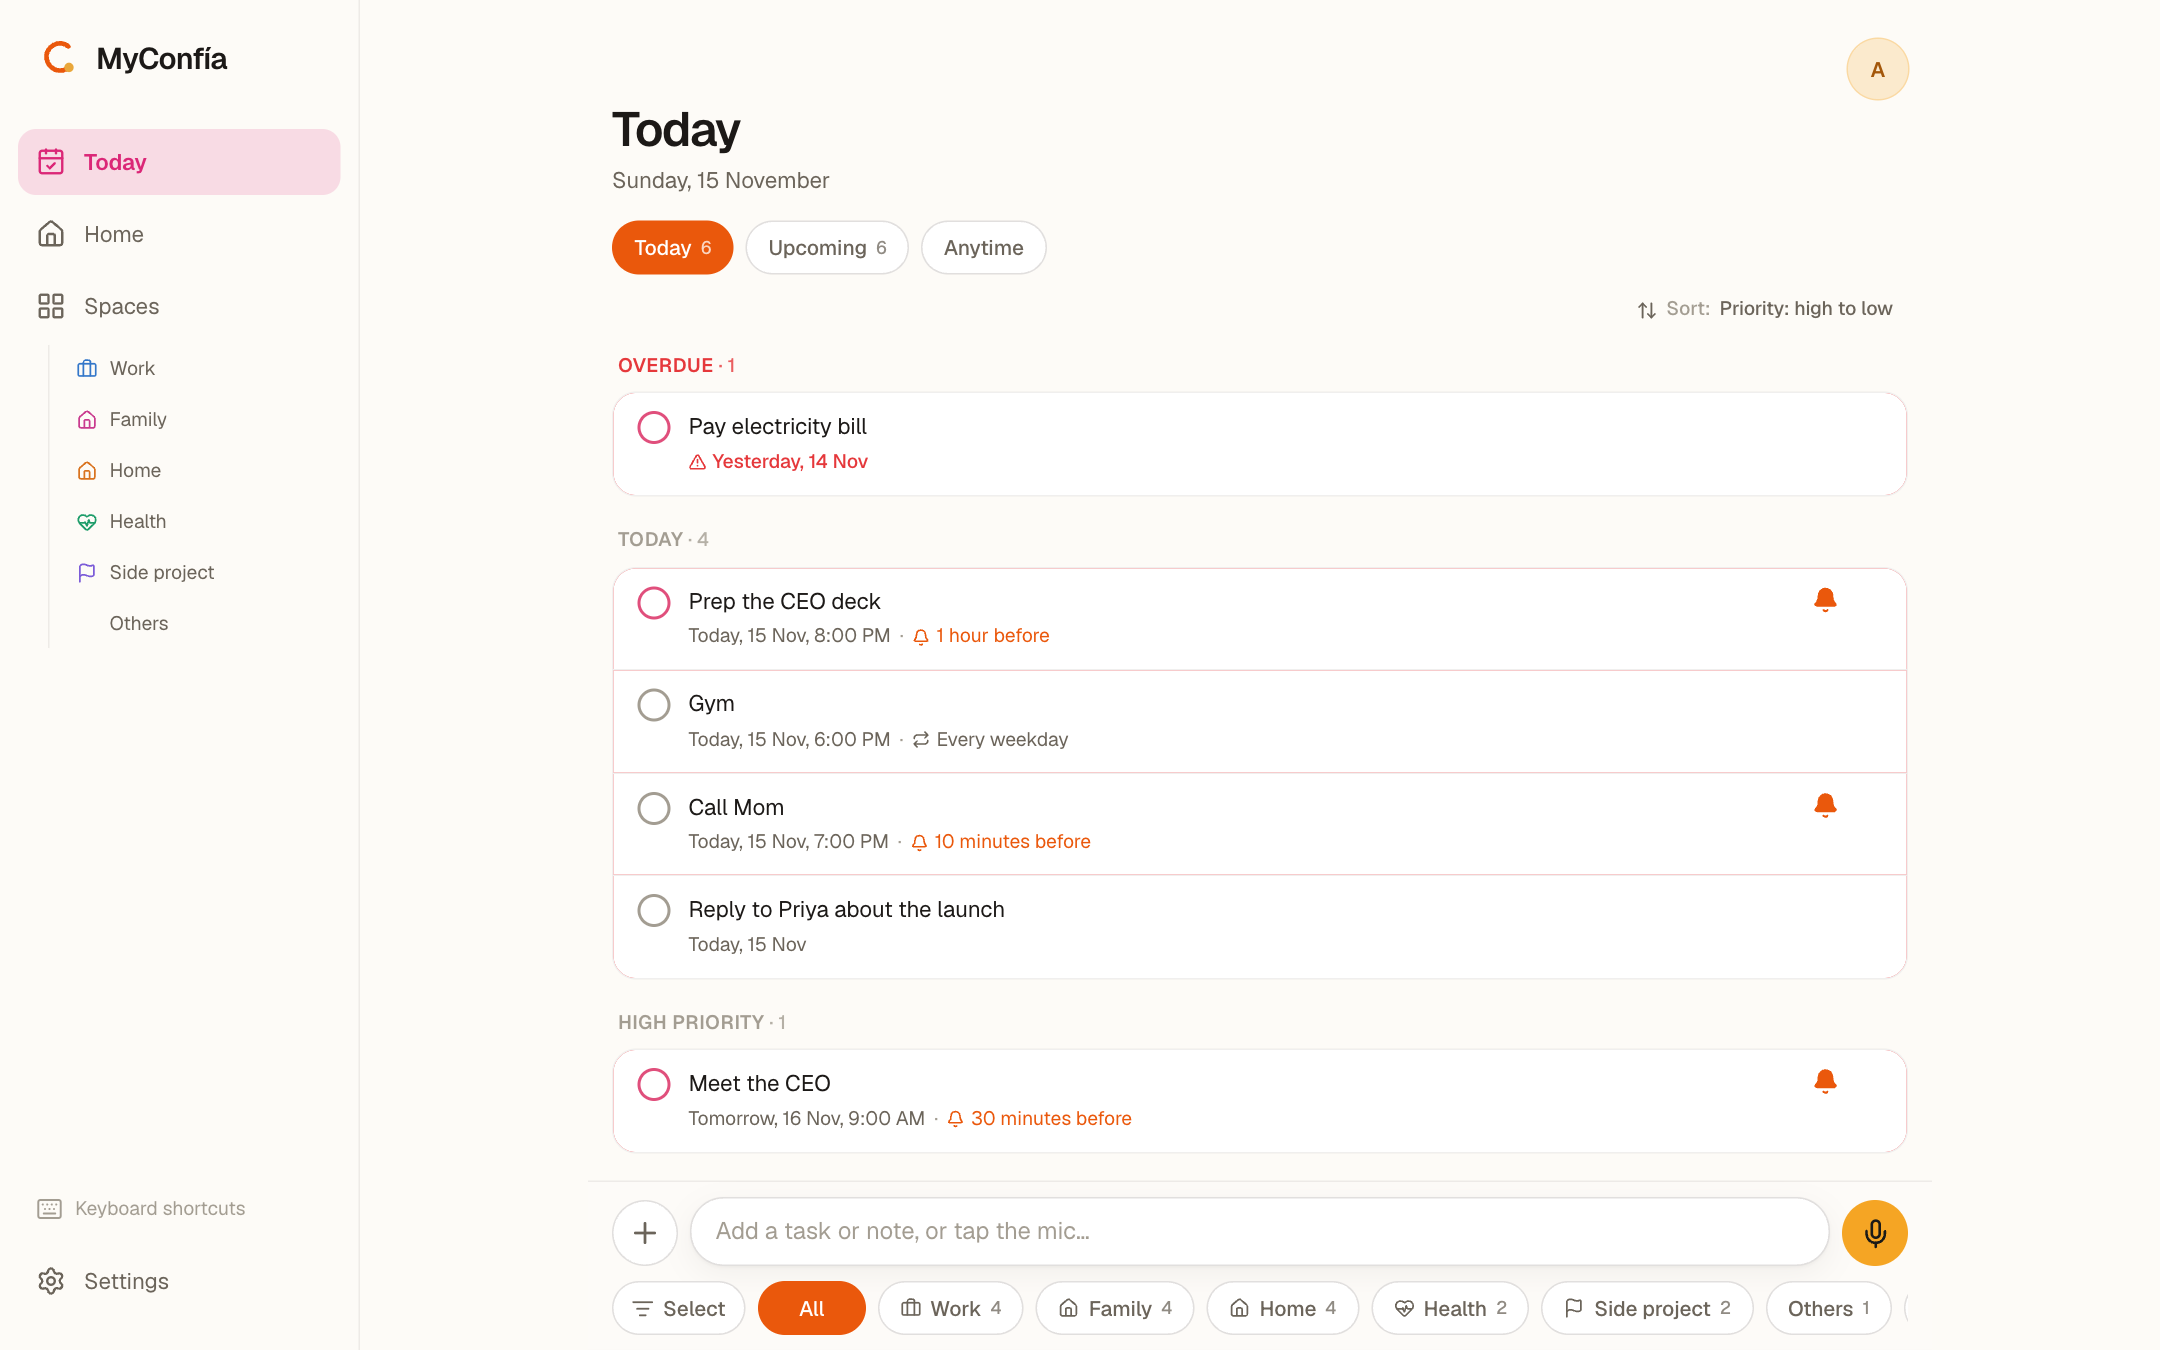 MyConfía
A
Today
Home
Spaces
Work
Family
Home
Health
Side project
Others
Keyboard shortcuts
Settings
Today
Sunday, 15 November
Today 6
Upcoming 6
Anytime
Sort: Priority: high to low
OVERDUE · 1
Pay electricity bill
Yesterday, 14 Nov
TODAY · 4
Prep the CEO deck
Today, 15 Nov, 8:00 PM · 1 hour before
Gym
Today, 15 Nov, 6:00 PM · Every weekday
Call Mom
Today, 15 Nov, 7:00 PM · 10 minutes before
Reply to Priya about the launch
Today, 15 Nov
HIGH PRIORITY · 1
Meet the CEO
Tomorrow, 16 Nov, 9:00 AM · 30 minutes before
Add a task or note, or tap the mic...
Select
All
Work 4
Family 4
Home 4
Health 2
Side project 2
Others 1